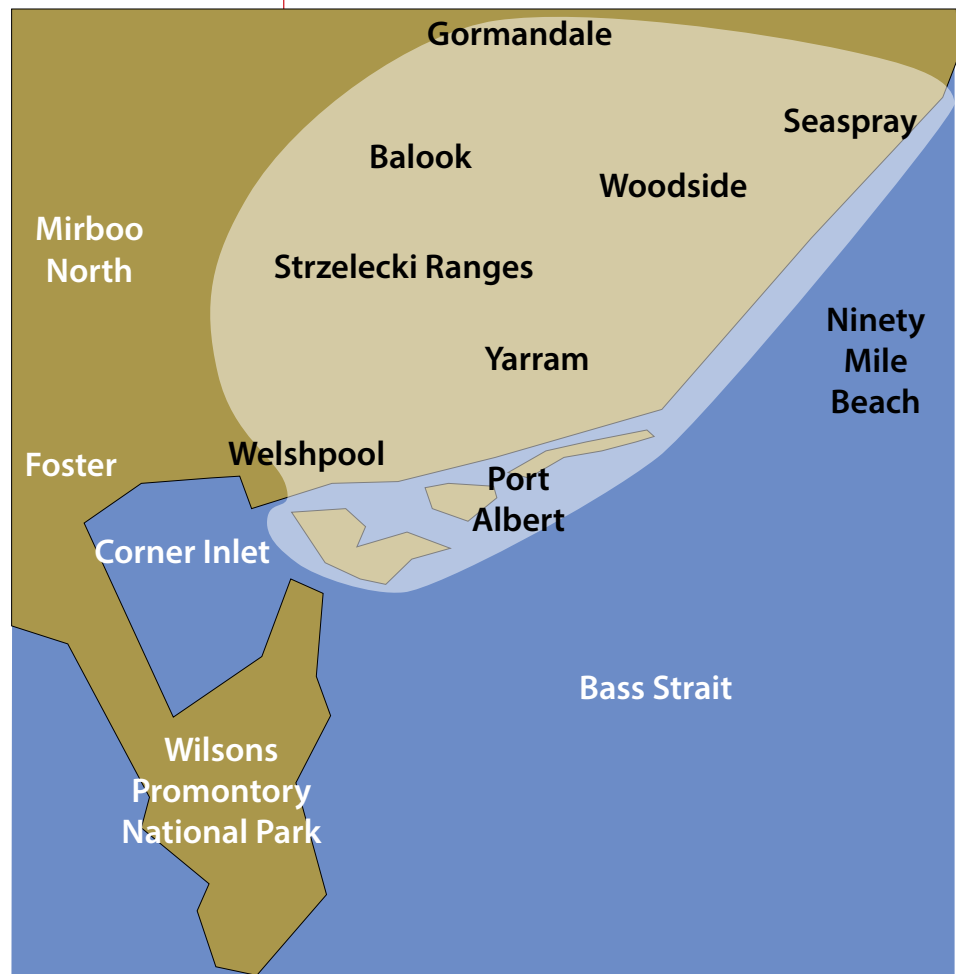 Gormandale
Seaspray
Balook
Woodside
Mirboo
North
Strzelecki Ranges
Ninety
Mile
Beach
Yarram
Welshpool
Foster
Port
Albert
Corner Inlet
Bass Strait
Wilsons
Promontory
National Park